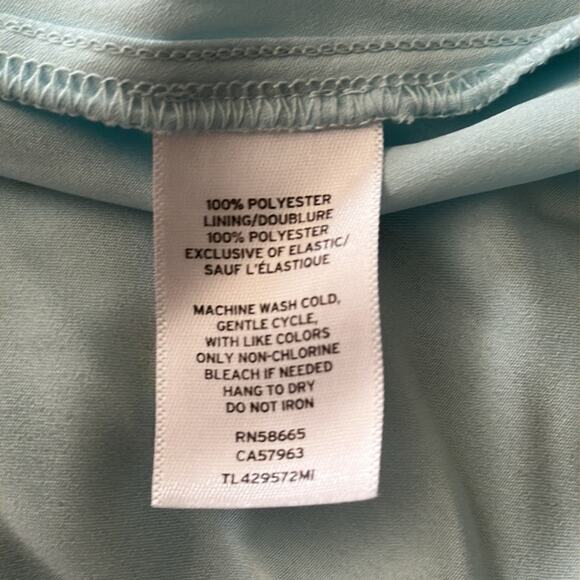 100% POLYESTER
LINING/DOUBLURE
100% POLYESTER
EXCLUSIVE OF ELASTIC/
SAUF L'ÉLASTIQUE
MACHINE WASH COLD,
GENTLE CYCLE,
WITH LIKE COLORS
ONLY NON-CHLORINE
BLEACH IF NEEDED
HANG TO DRY
DO NOT IRON
RN58665
CA57963
TL429572MI